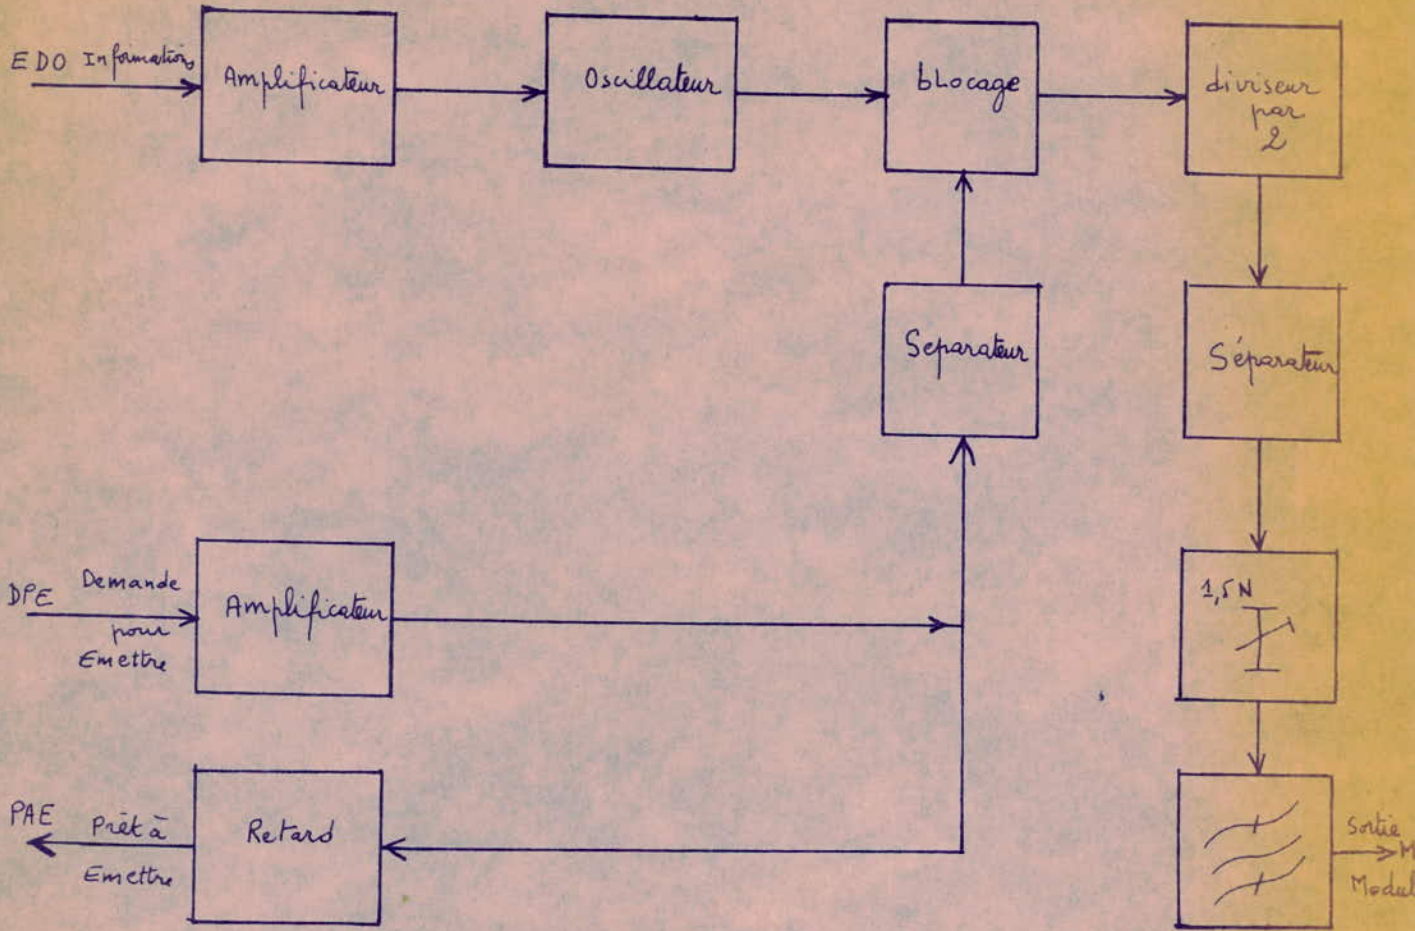 EDO Informations
Amplificateur
Oscillateur
bLocage
diviseur
par
2
Separateur
Séparateur
DPE Demande
pour
Emettre
Amplificateur
1,5 N
PAE Prêt à
Emettre
Retard
Sortie
M
Modul